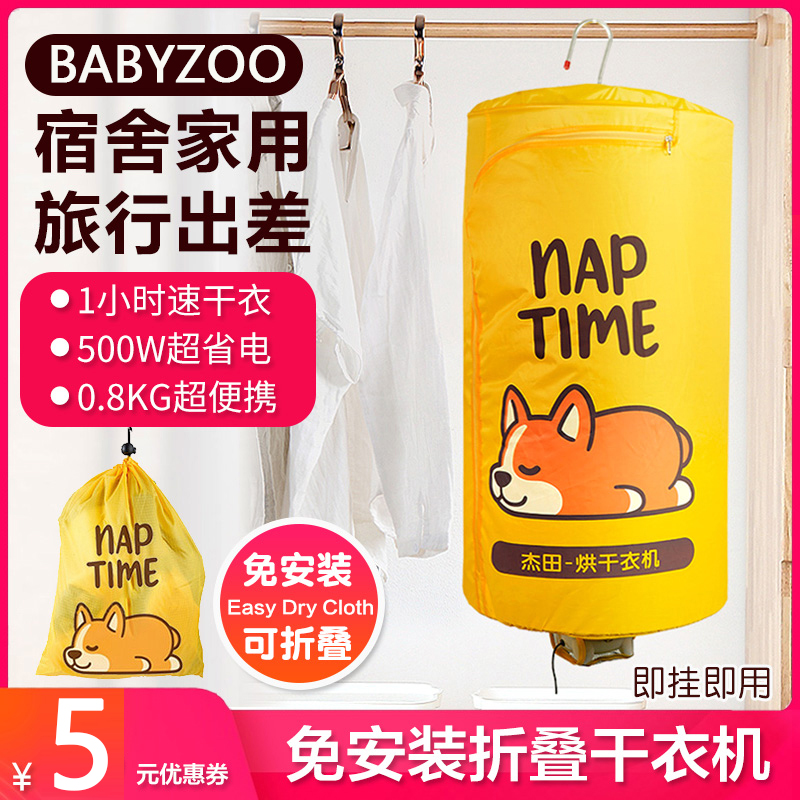 BABYZOO
宿舍家用
旅行出差
1小时速干衣
500W超省电
0.8KG超便携
NAP
TIME
杰田-烘干衣机
NAP
TIME
免安装
Easy Dry Cloth
可折叠
即挂即用
¥5元优惠券
免安装折叠干衣机